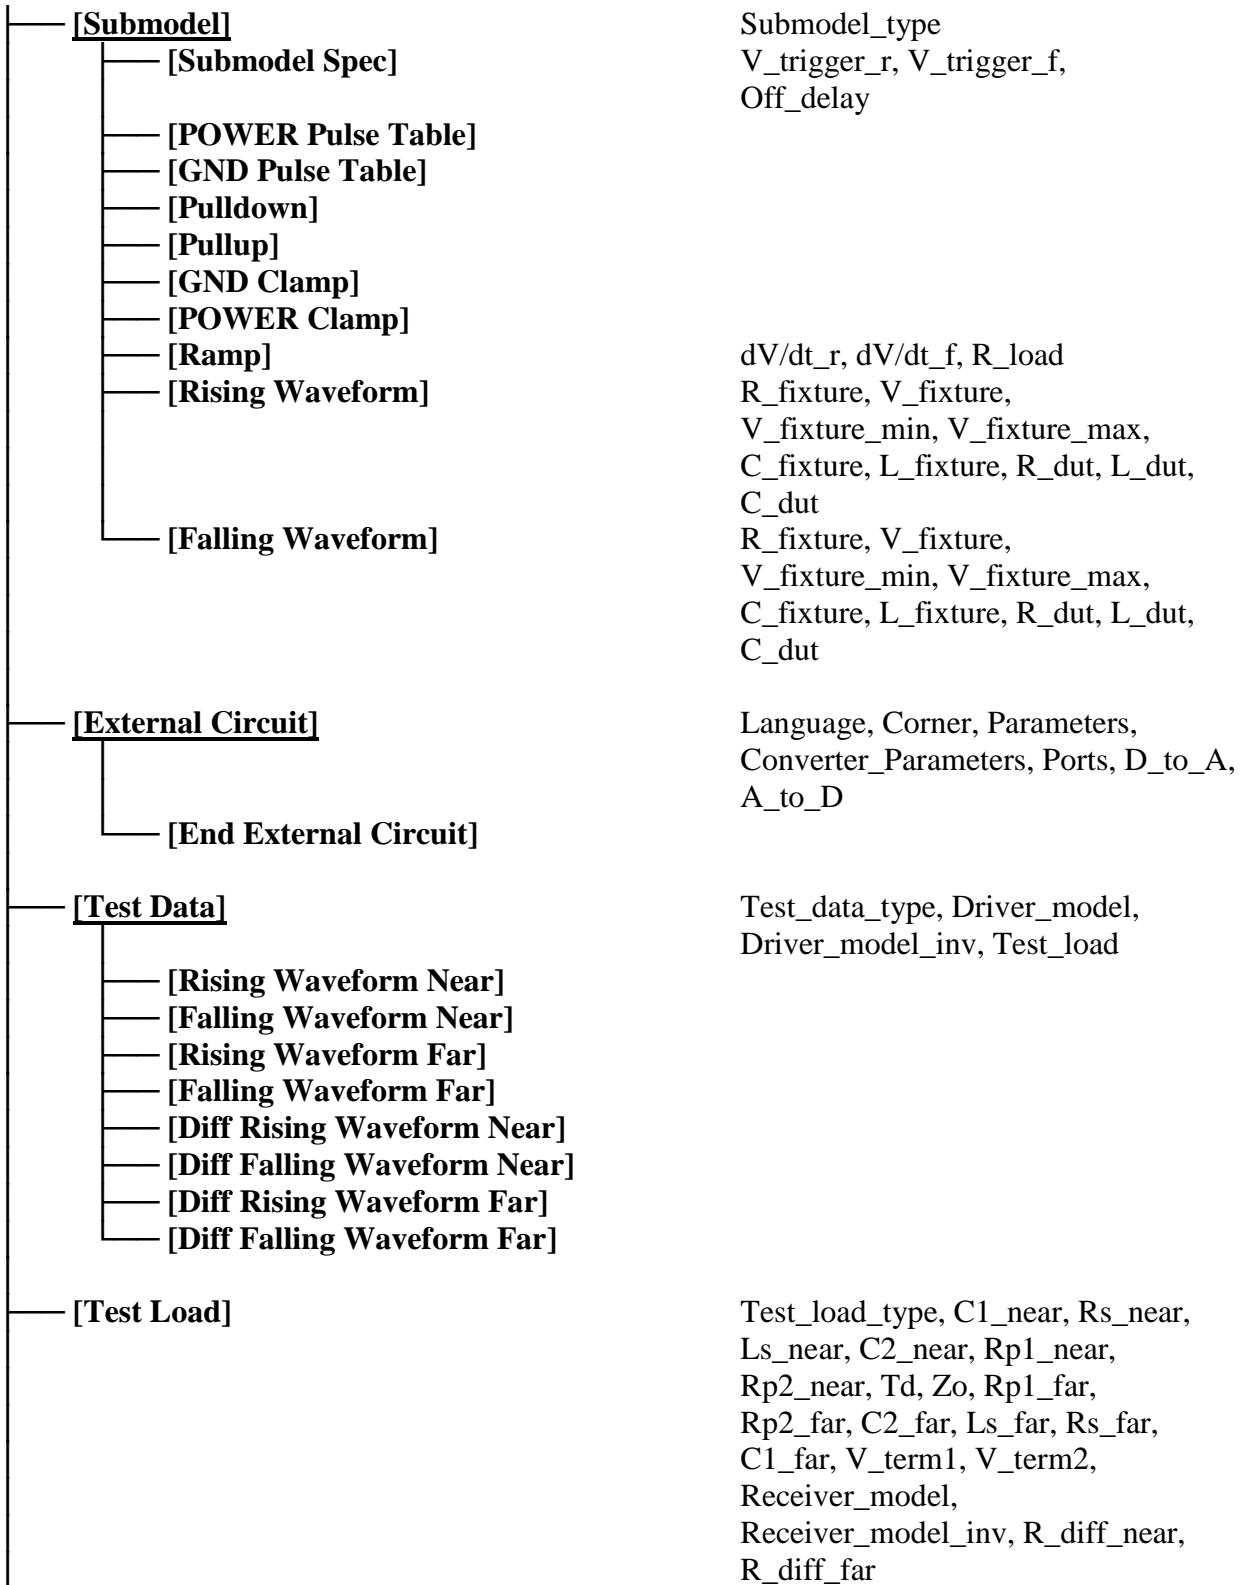 [Submodel] Submodel_type
[Submodel Spec] V_trigger_r, V_trigger_f,
Off_delay
[POWER Pulse Table]
[GND Pulse Table]
[Pulldown]
[Pullup]
[GND Clamp]
[POWER Clamp]
[Ramp] dV/dt_r, dV/dt_f, R_load
[Rising Waveform] R_fixture, V_fixture,
V_fixture_min, V_fixture_max,
C_fixture, L_fixture, R_dut, L_dut,
C_dut
[Falling Waveform] R_fixture, V_fixture,
V_fixture_min, V_fixture_max,
C_fixture, L_fixture, R_dut, L_dut,
C_dut
[External Circuit] Language, Corner, Parameters,
Converter_Parameters, Ports, D_to_A,
A_to_D
[End External Circuit]
[Test Data] Test_data_type, Driver_model,
Driver_model_inv, Test_load
[Rising Waveform Near]
[Falling Waveform Near]
[Rising Waveform Far]
[Falling Waveform Far]
[Diff Rising Waveform Near]
[Diff Falling Waveform Near]
[Diff Rising Waveform Far]
[Diff Falling Waveform Far]
[Test Load] Test_load_type, C1_near, Rs_near,
Ls_near, C2_near, Rp1_near,
Rp2_near, Td, Zo, Rp1_far,
Rp2_far, C2_far, Ls_far, Rs_far,
C1_far, V_term1, V_term2,
Receiver_model,
Receiver_model_inv, R_diff_near,
R_diff_far